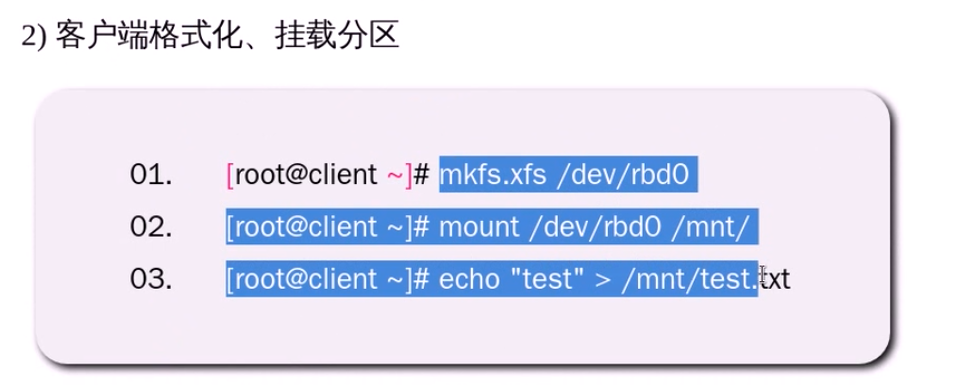 2) 客户端格式化、挂载分区
01. [root@client ~]# mkfs.xfs /dev/rbd0
02. [root@client ~]# mount /dev/rbd0 /mnt/
03. [root@client ~]# echo "test" > /mnt/test.txt